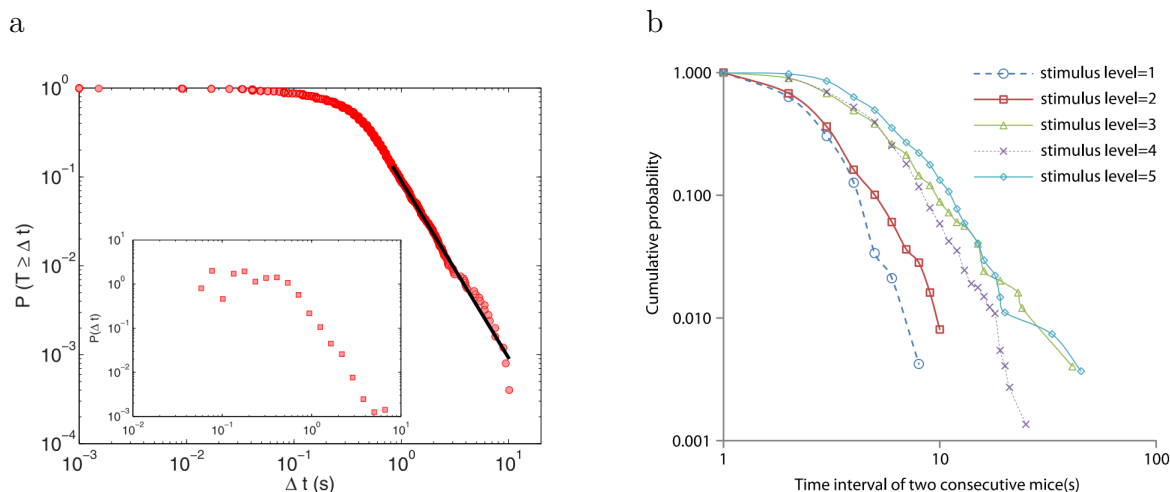 a
10^0
10^-1
10^-2
10^-3
10^-4
P (T ≥ Δ t)
10^-3
10^-2
10^-1
10^0
10^1
Δ t (s)
10^1
10^0
10^-1
10^-2
10^-3
P(Δ t)
10^-2
10^-1
10^0
10^1
Δ t (s)
b
1.000
0.100
0.010
0.001
Cumulative probability
1
10
100
Time interval of two consecutive mice(s)
stimulus level=1
stimulus level=2
stimulus level=3
stimulus level=4
stimulus level=5